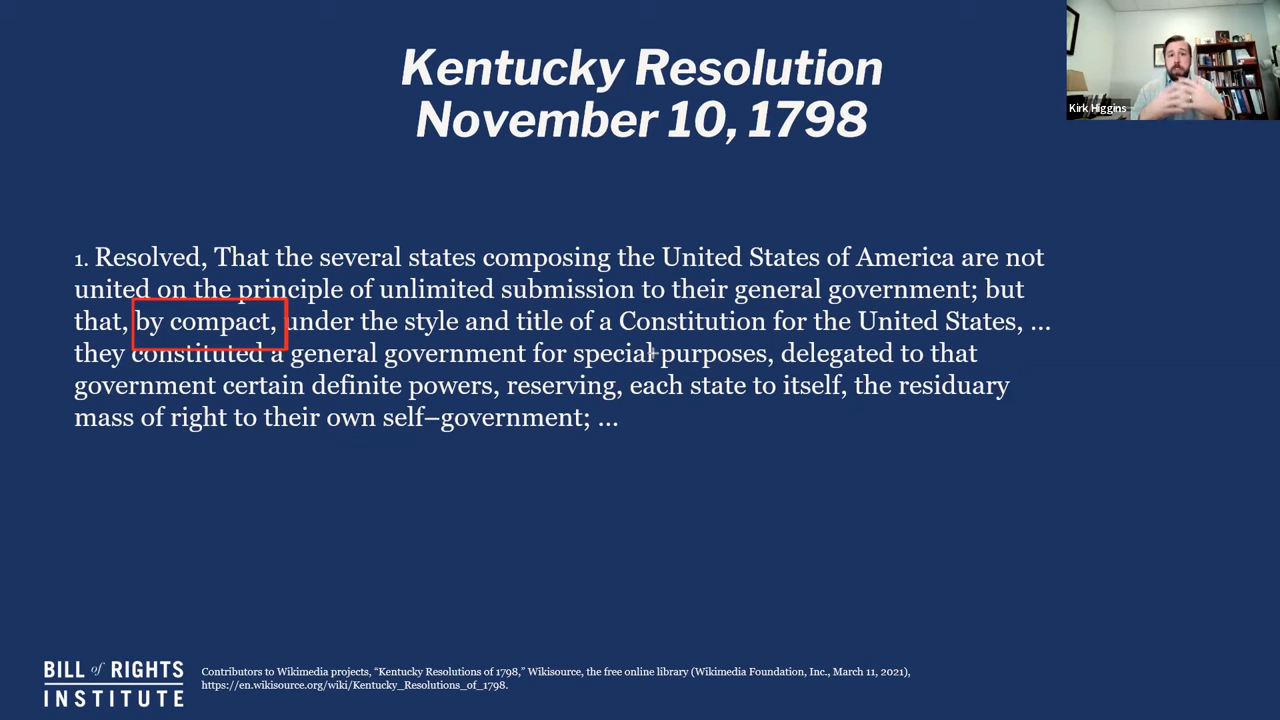 Kentucky Resolution
November 10, 1798
Kirk Higgins
1. Resolved, That the several states composing the United States of America are not
united on the principle of unlimited submission to their general government; but
that, by compact, under the style and title of a Constitution for the United States, ...
they constituted a general government for special purposes, delegated to that
government certain definite powers, reserving, each state to itself, the residuary
mass of right to their own self–government; ...
BILL of RIGHTS
INSTITUTE
Contributors to Wikimedia projects, “Kentucky Resolutions of 1798,” Wikisource, the free online library (Wikimedia Foundation, Inc., March 11, 2021),
https://en.wikisource.org/wiki/Kentucky_Resolutions_of_1798.